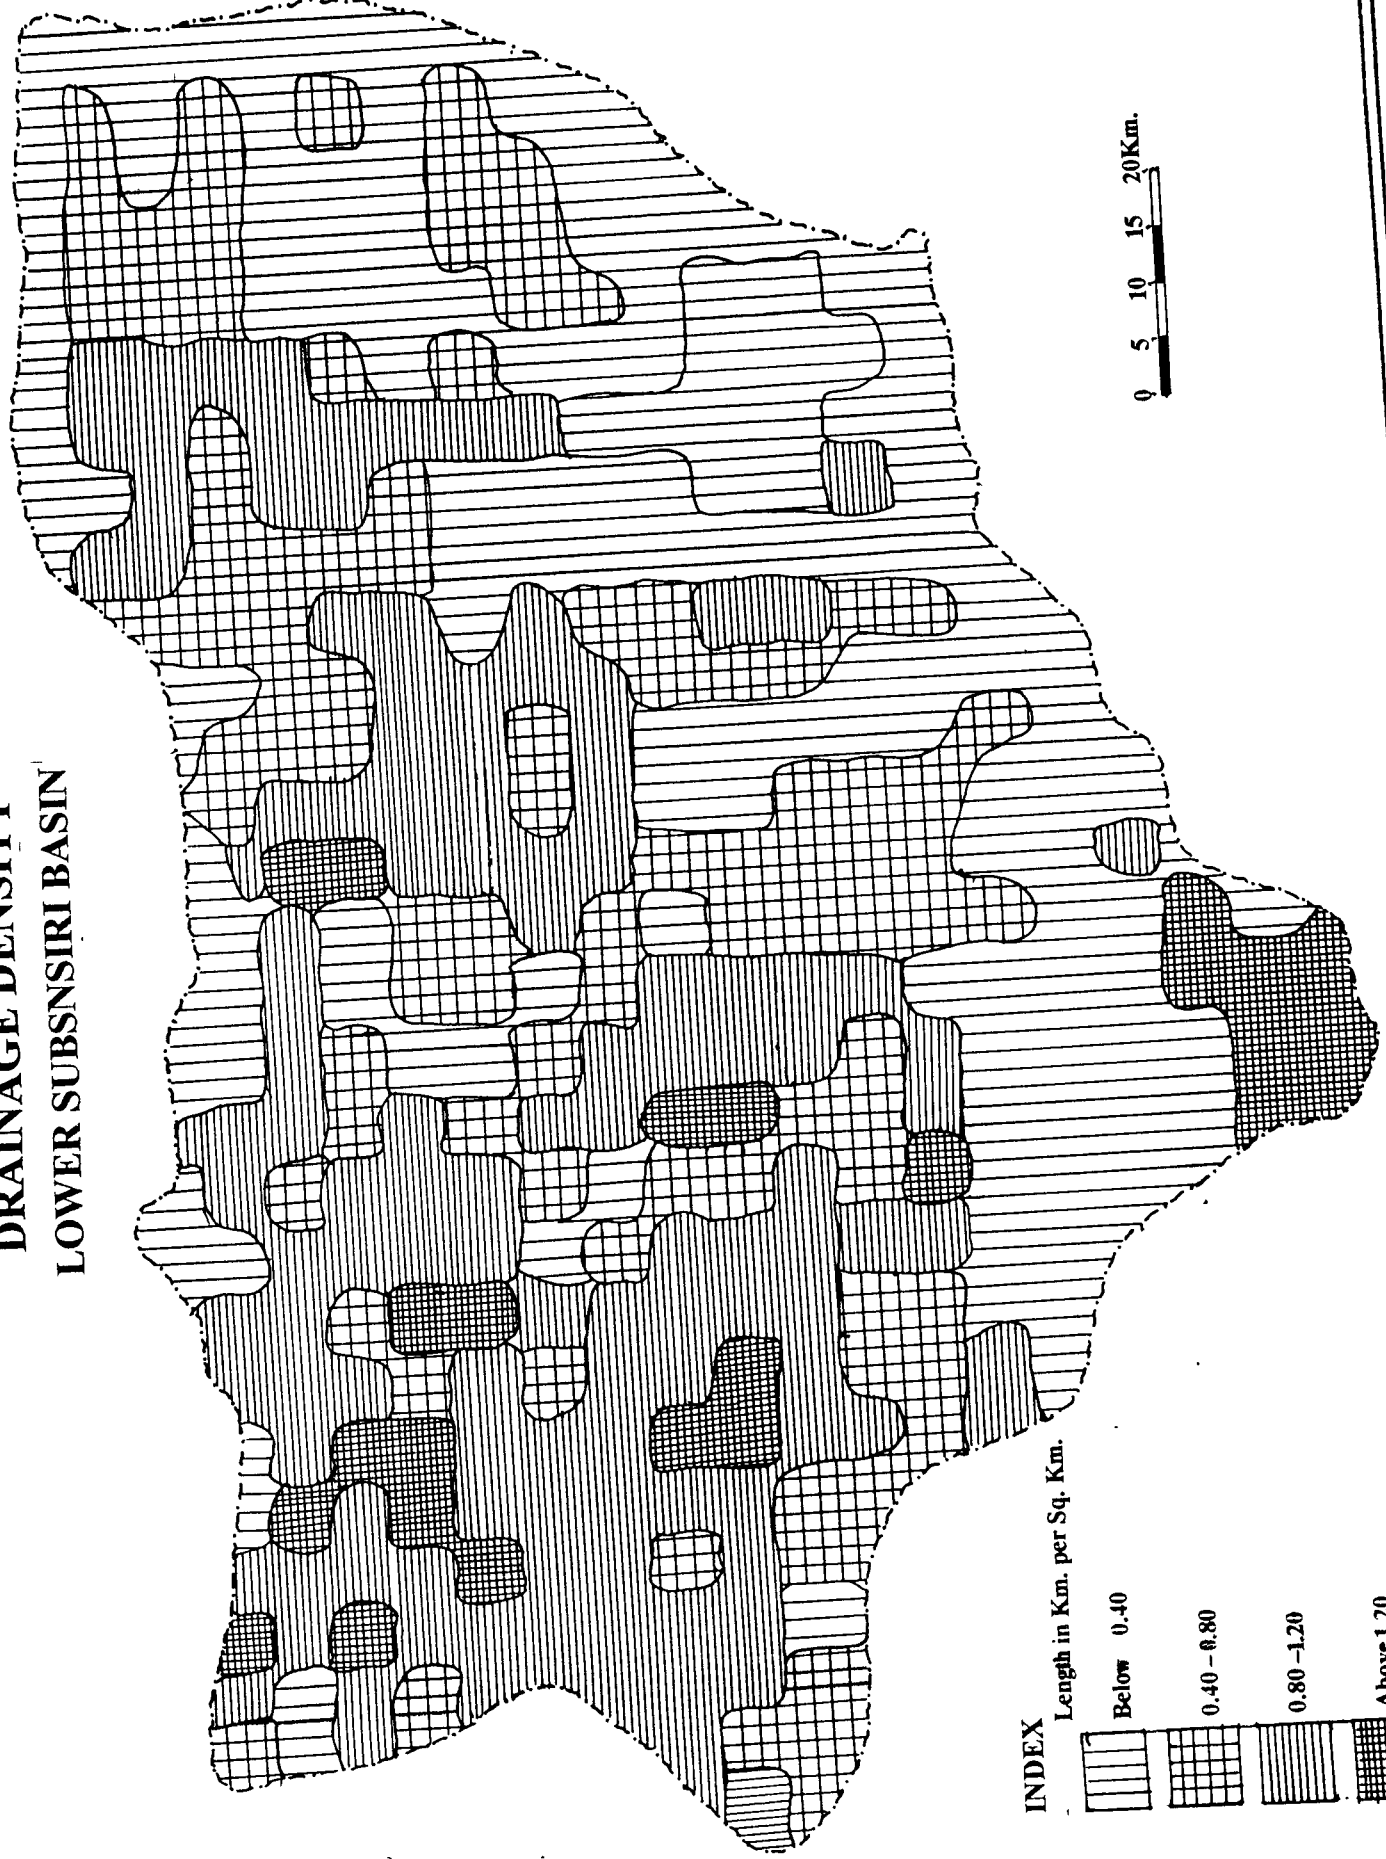 DRAINAGE DENSITY
LOWER SUBSNSIRI BASIN
0 5 10 15 20Km.
INDEX
Length in Km. per Sq. Km.
Below 0.40
0.40 – 0.80
0.80 –1.20
Above 1.20